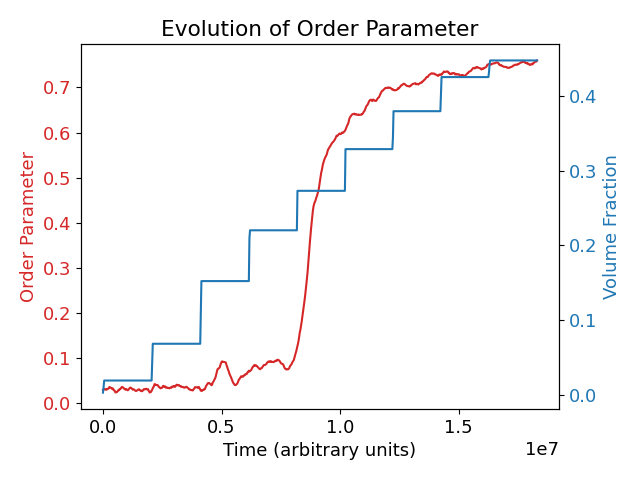 Evolution of Order Parameter
Order Parameter
0.7
0.6
0.5
0.4
0.3
0.2
0.1
0.0
0.4
0.3
0.2
0.1
0.0
Volume Fraction
0.0 0.5 1.0 1.5
1e7
Time (arbitrary units)